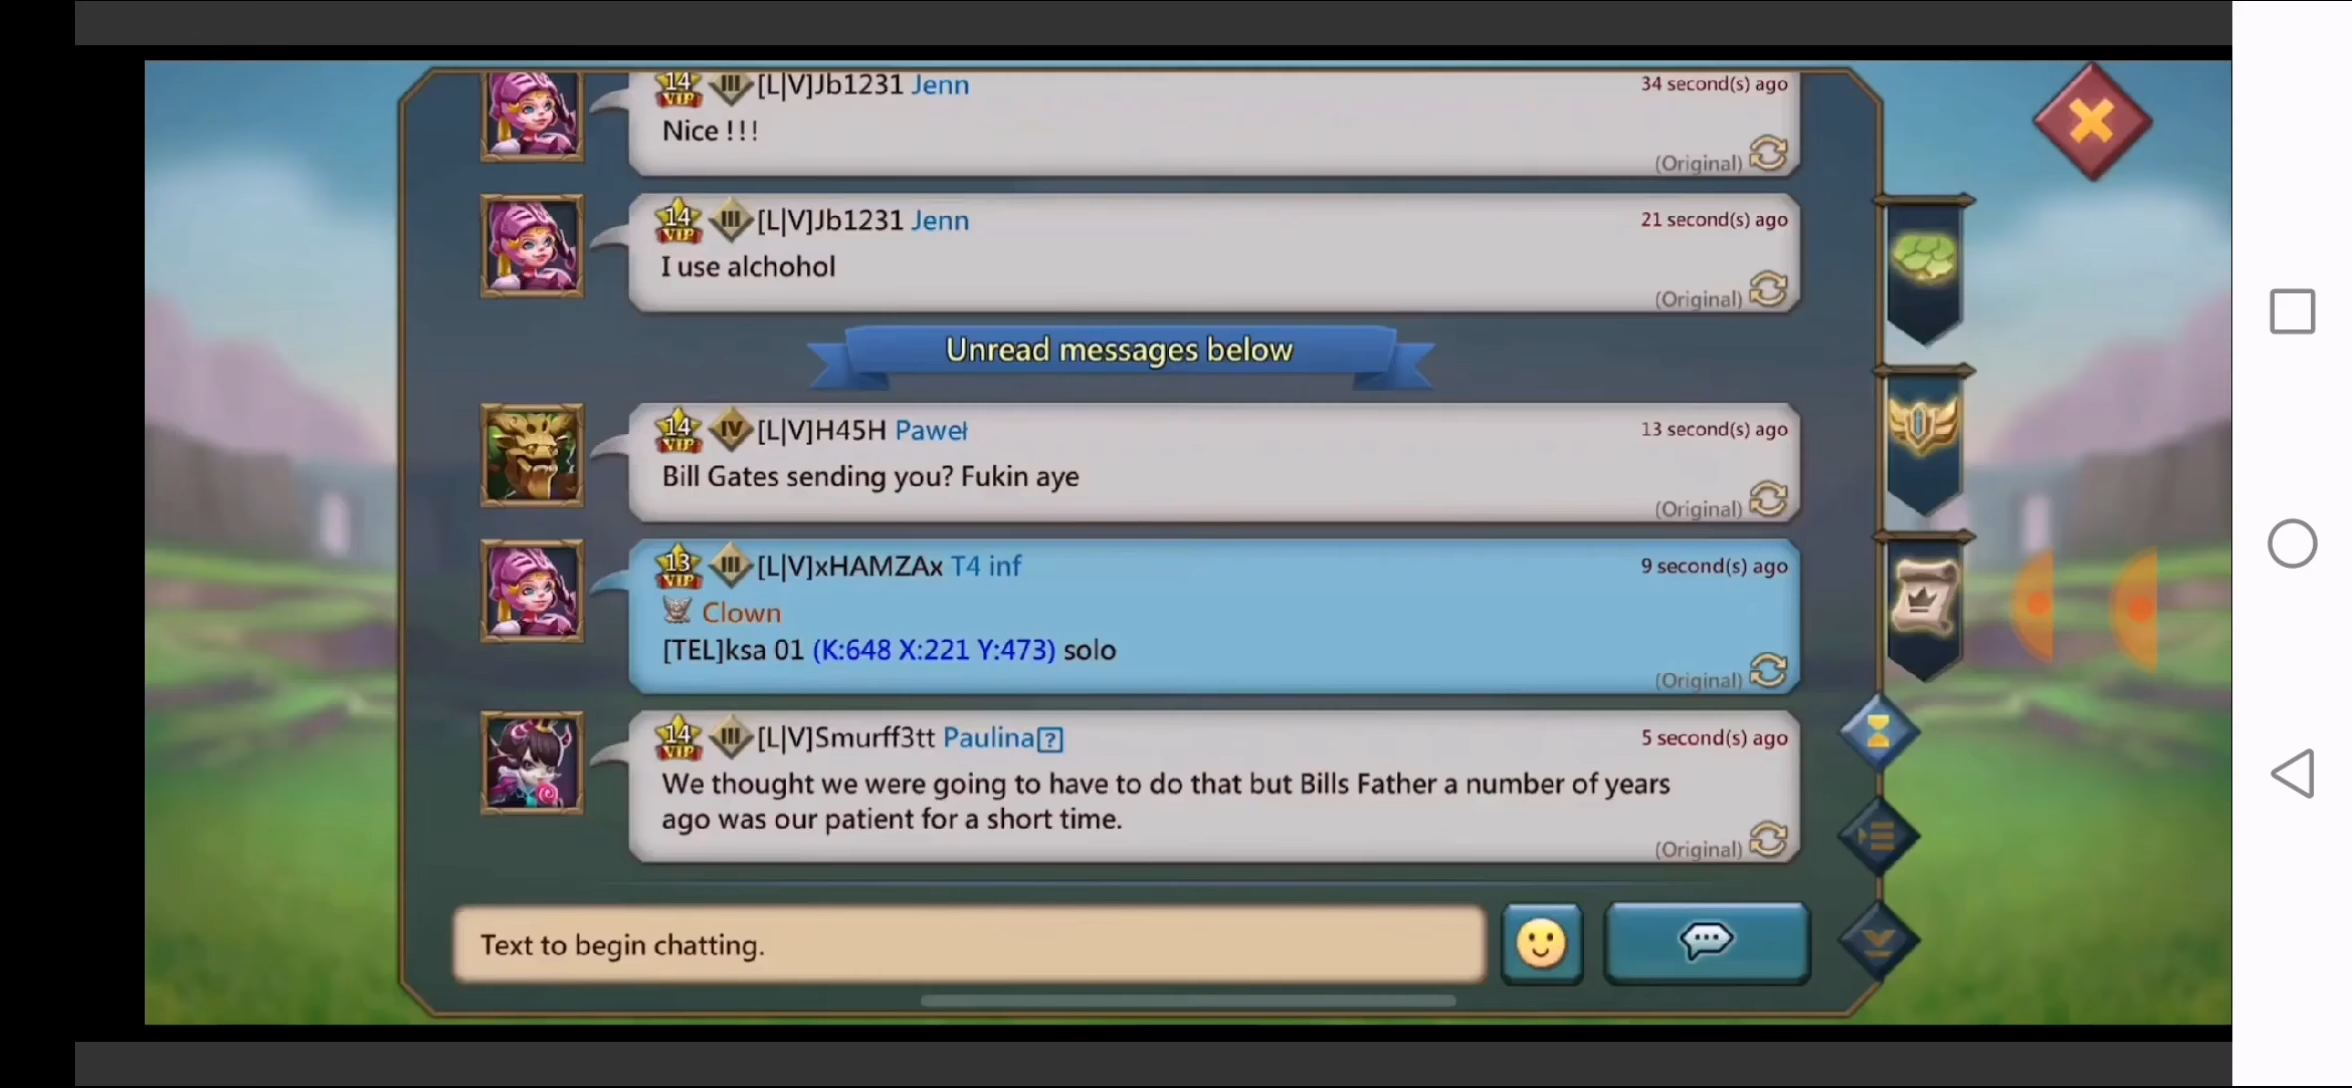 14 VIP III [L|V]Jb1231 Jenn 34 second(s) ago
Nice !!!
(Original)
14 VIP III [L|V]Jb1231 Jenn 21 second(s) ago
I use alchohol
(Original)
Unread messages below
14 VIP IV [L|V]H45H Paweł 13 second(s) ago
Bill Gates sending you? Fukin aye
(Original)
13 VIP III [L|V]xHAMZAx T4 inf 9 second(s) ago
Clown
[TEL]ksa 01 (K:648 X:221 Y:473) solo
(Original)
14 VIP III [L|V]Smurff3tt Paulina[?] 5 second(s) ago
We thought we were going to have to do that but Bills Father a number of years
ago was our patient for a short time.
(Original)
Text to begin chatting.